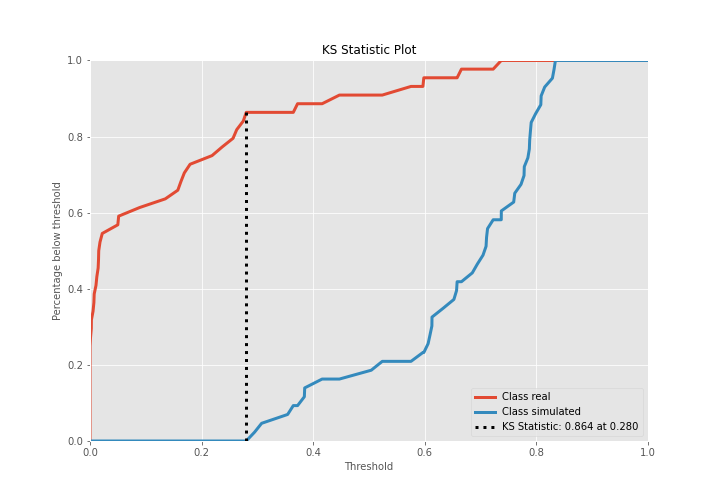 KS Statistic Plot
1.0
0.8
0.6
0.4
0.2
0.0
Percentage below threshold
Class real
Class simulated
KS Statistic: 0.864 at 0.280
0.0 0.2 0.4 0.6 0.8 1.0
Threshold